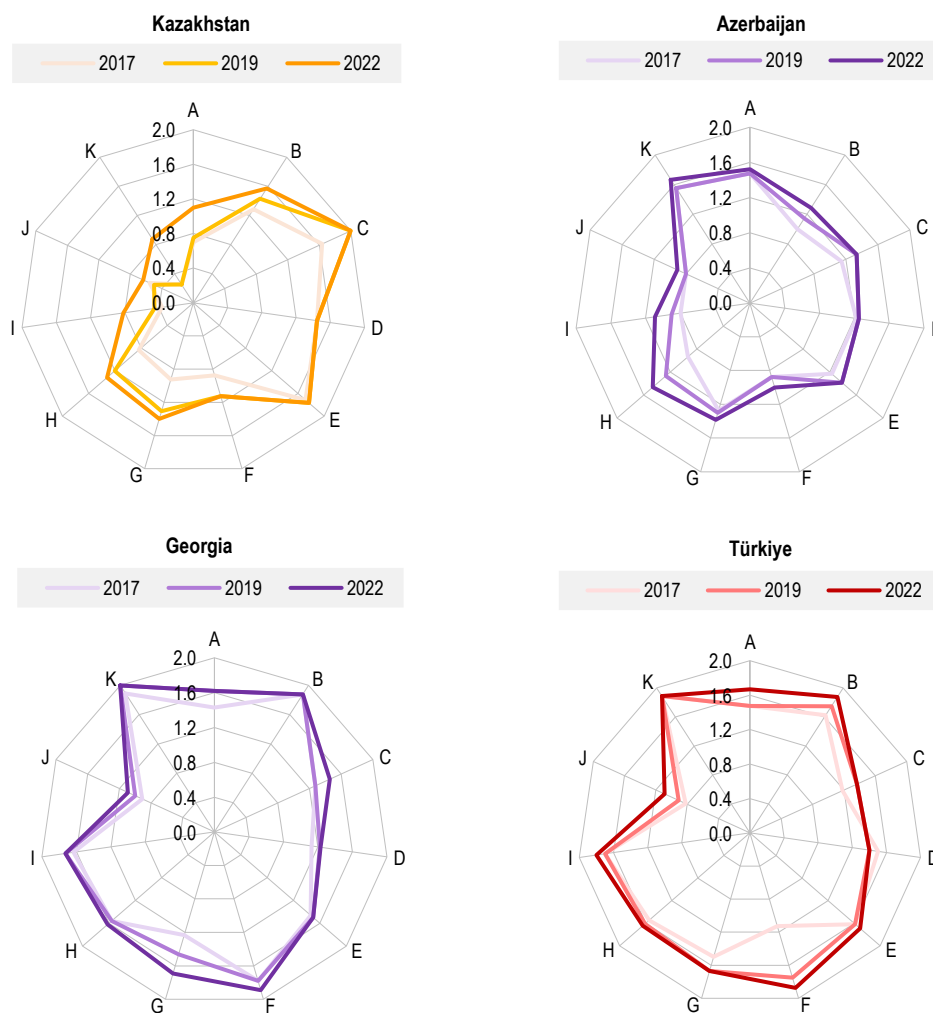 Kazakhstan
2017 2019 2022
A
B
C
D
E
F
G
H
I
J
K
2.0
1.6
1.2
0.8
0.4
0.0
Azerbaijan
2017 2019 2022
A
B
C
E
F
G
H
I
J
K
2.0
1.6
1.2
0.8
0.4
0.0
Georgia
2017 2019 2022
A
B
C
D
E
F
G
H
I
J
K
2.0
1.6
1.2
0.8
0.4
0.0
Türkiye
2017 2019 2022
A
B
C
D
E
F
G
H
I
J
K
2.0
1.6
1.2
0.8
0.4
0.0